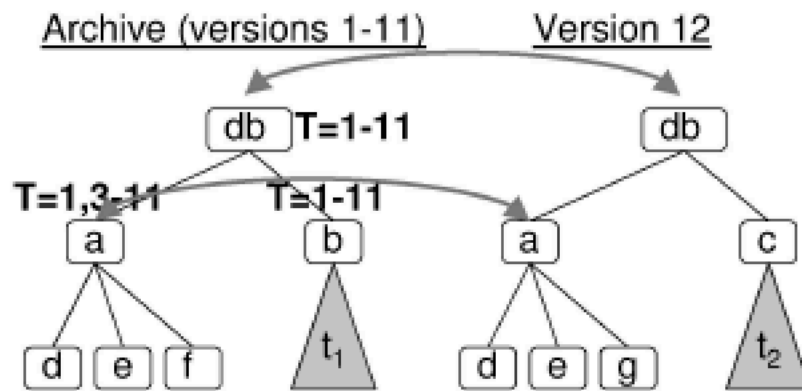 Archive (versions 1-11) Version 12
db T=1-11 db
T=1,3-11 T=1-11
a b a c
d e f t1 d e g t2